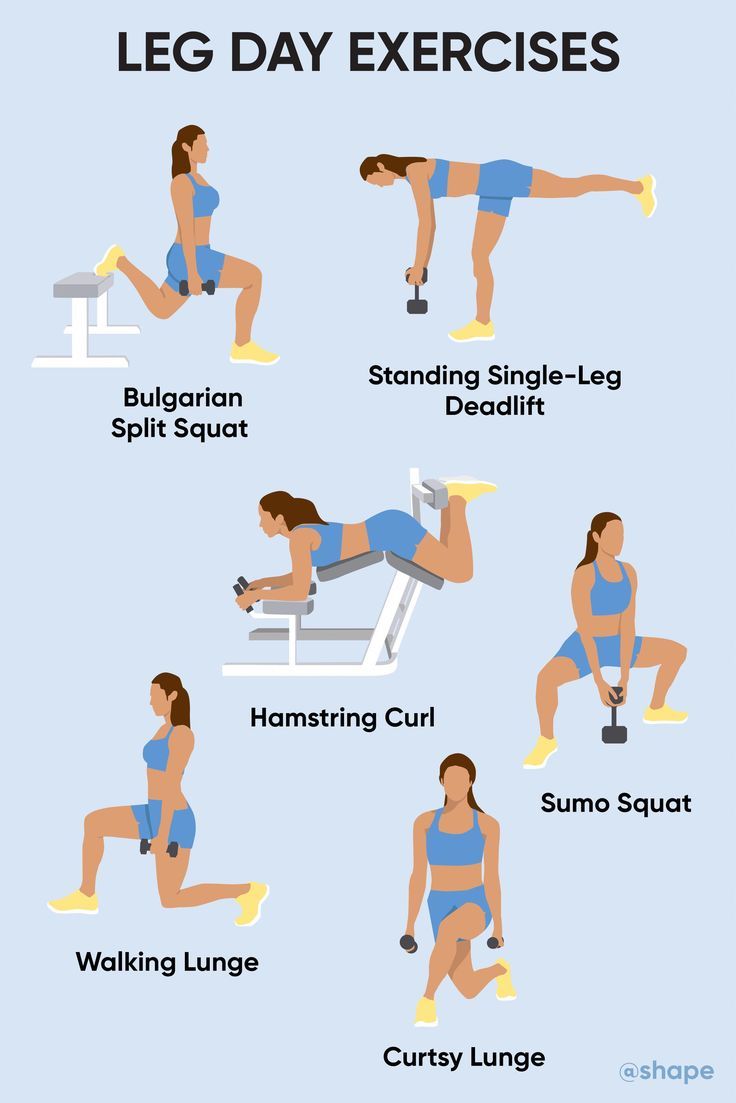 LEG DAY EXERCISES
Bulgarian
Split Squat
Standing Single-Leg
Deadlift
Hamstring Curl
Sumo Squat
Walking Lunge
Curtsy Lunge
@shape